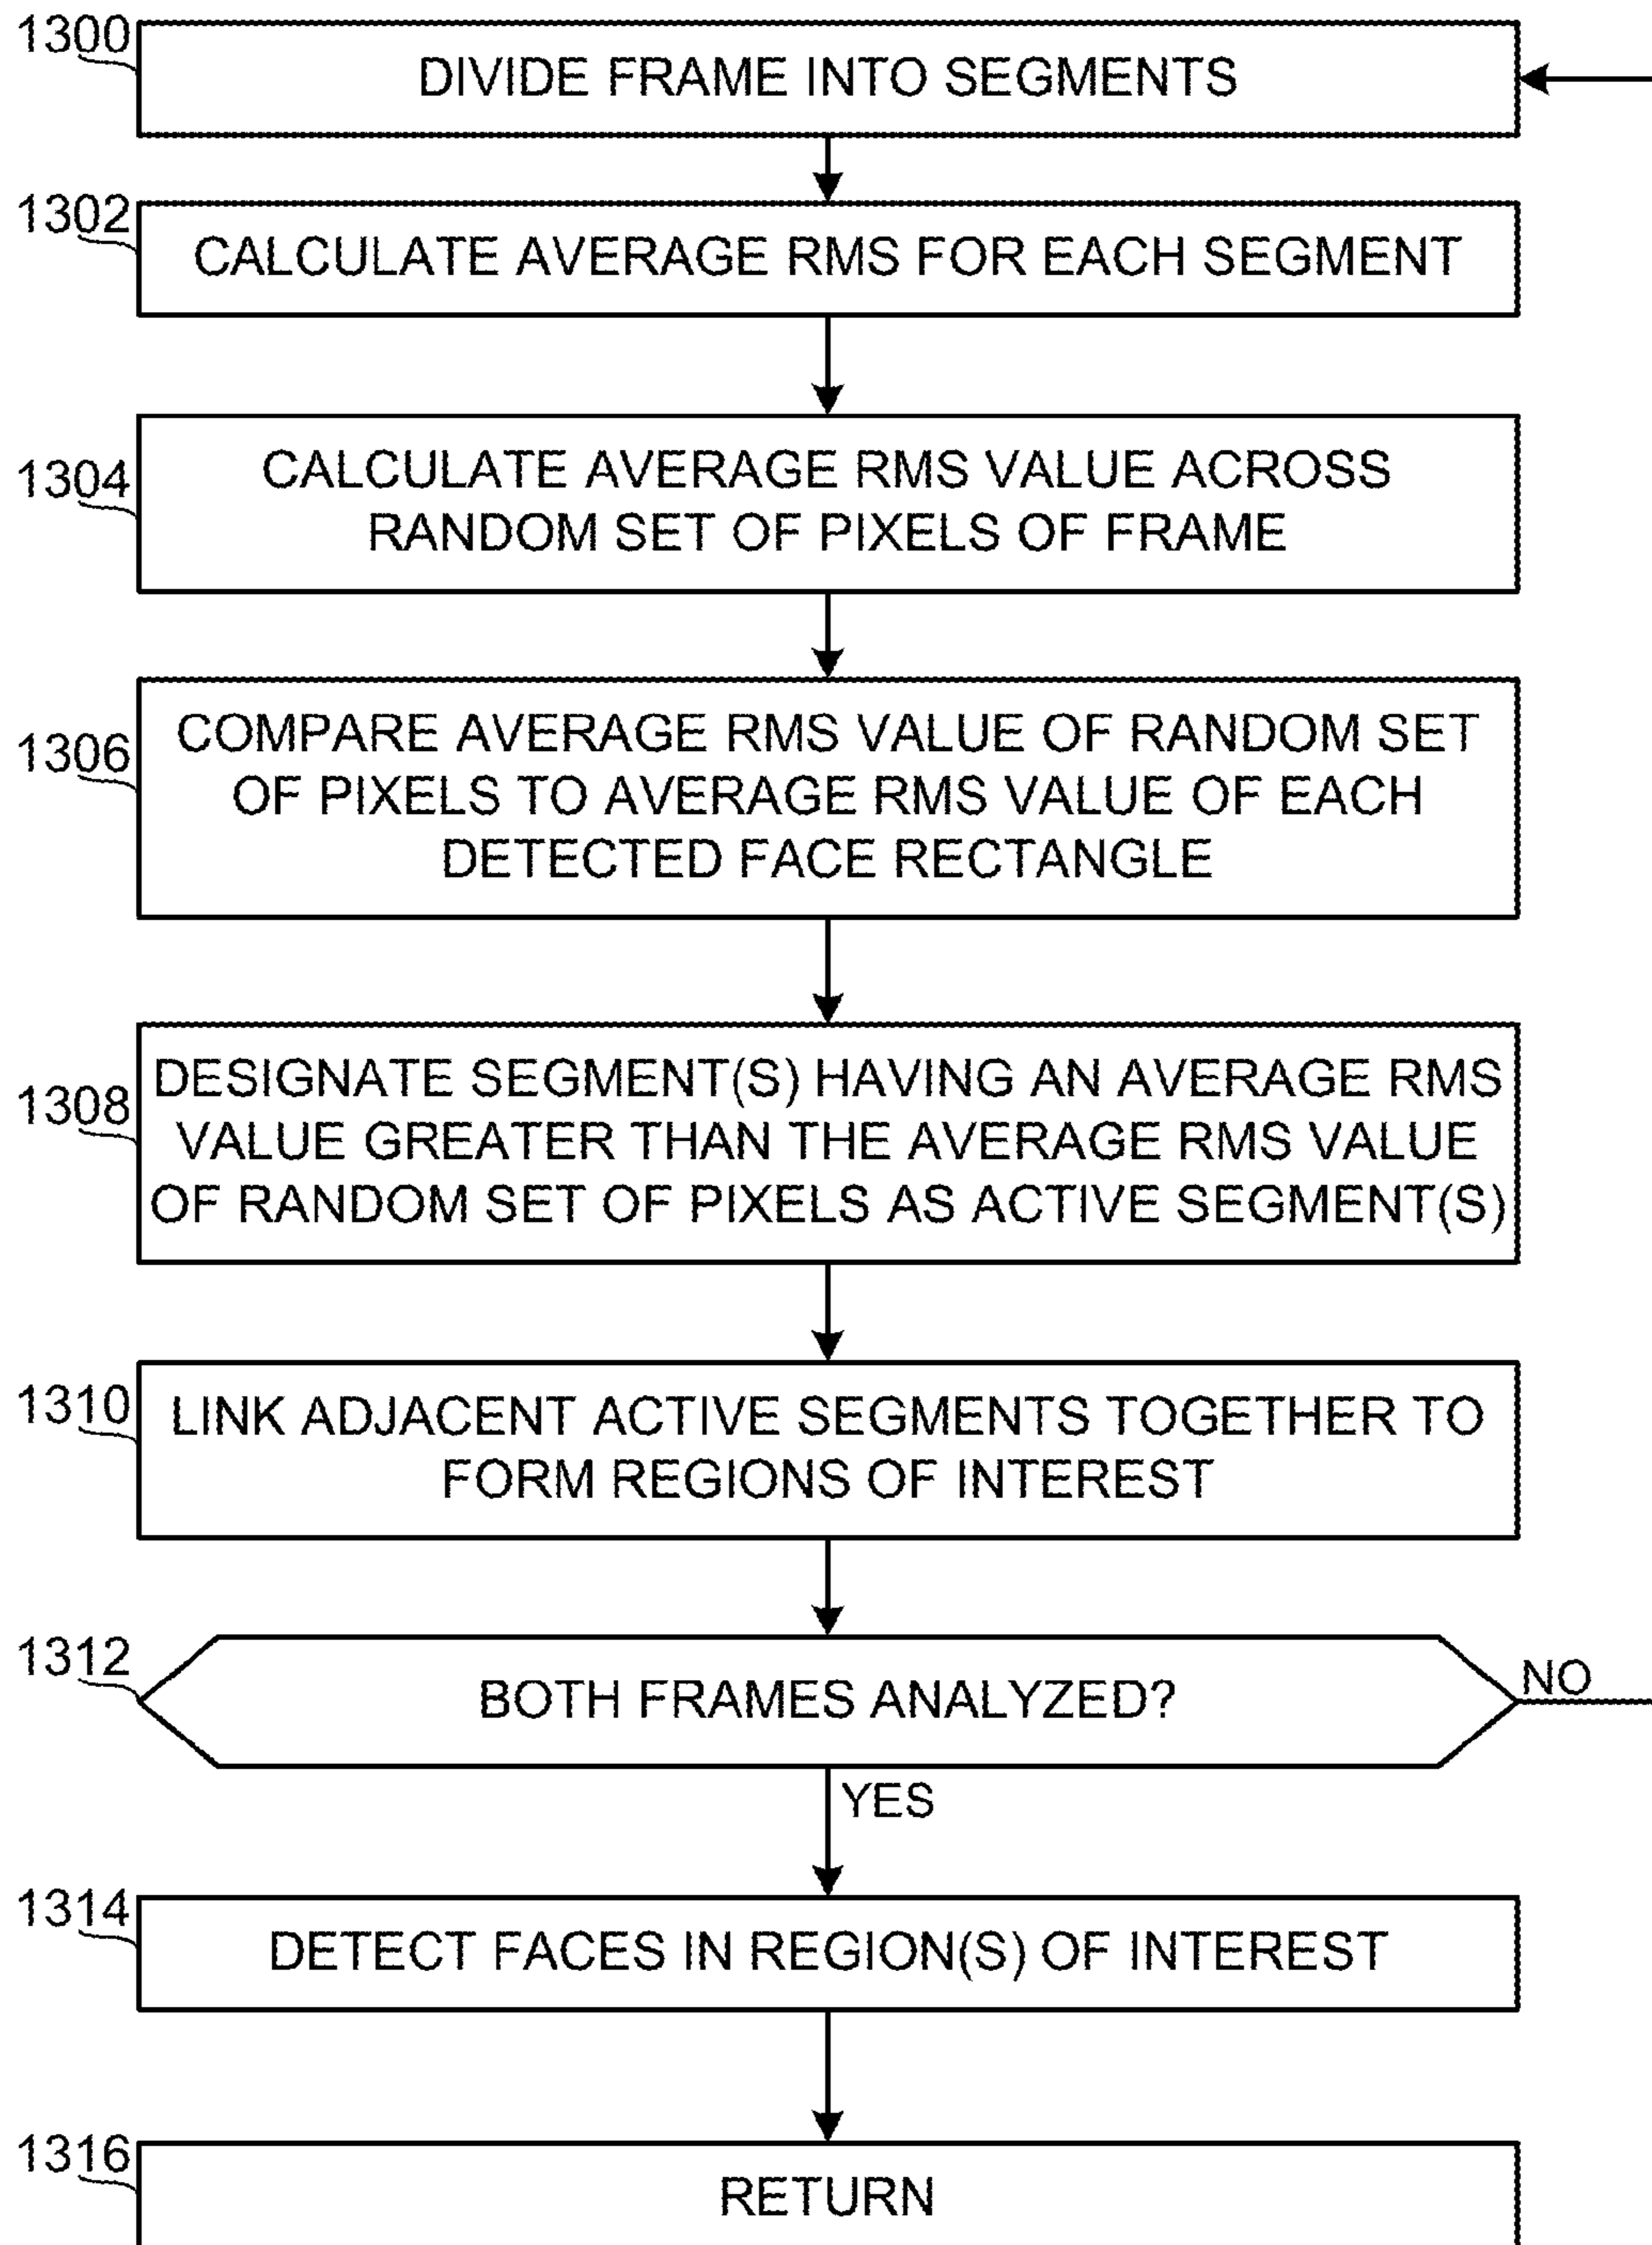 1300
DIVIDE FRAME INTO SEGMENTS
1302
CALCULATE AVERAGE RMS FOR EACH SEGMENT
1304
CALCULATE AVERAGE RMS VALUE ACROSS
RANDOM SET OF PIXELS OF FRAME
1306
COMPARE AVERAGE RMS VALUE OF RANDOM SET
OF PIXELS TO AVERAGE RMS VALUE OF EACH
DETECTED FACE RECTANGLE
1308
DESIGNATE SEGMENT(S) HAVING AN AVERAGE RMS
VALUE GREATER THAN THE AVERAGE RMS VALUE
OF RANDOM SET OF PIXELS AS ACTIVE SEGMENT(S)
1310
LINK ADJACENT ACTIVE SEGMENTS TOGETHER TO
FORM REGIONS OF INTEREST
1312
BOTH FRAMES ANALYZED?
NO
YES
1314
DETECT FACES IN REGION(S) OF INTEREST
1316
RETURN